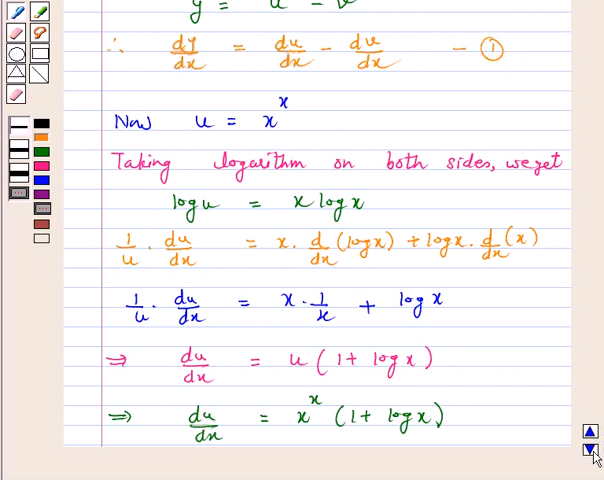 y = u - v
∴ dy/dx = du/dx - dv/dx - ①
Now u = x^x
Taking logarithm on both sides, we get
log u = x log x
1/u . du/dx = x . d/dx (log x) + log x . d/dx (x)
1/u . du/dx = x . 1/x + log x
⇒ du/dx = u (1 + log x)
⇒ du/dx = x^x (1 + log x)